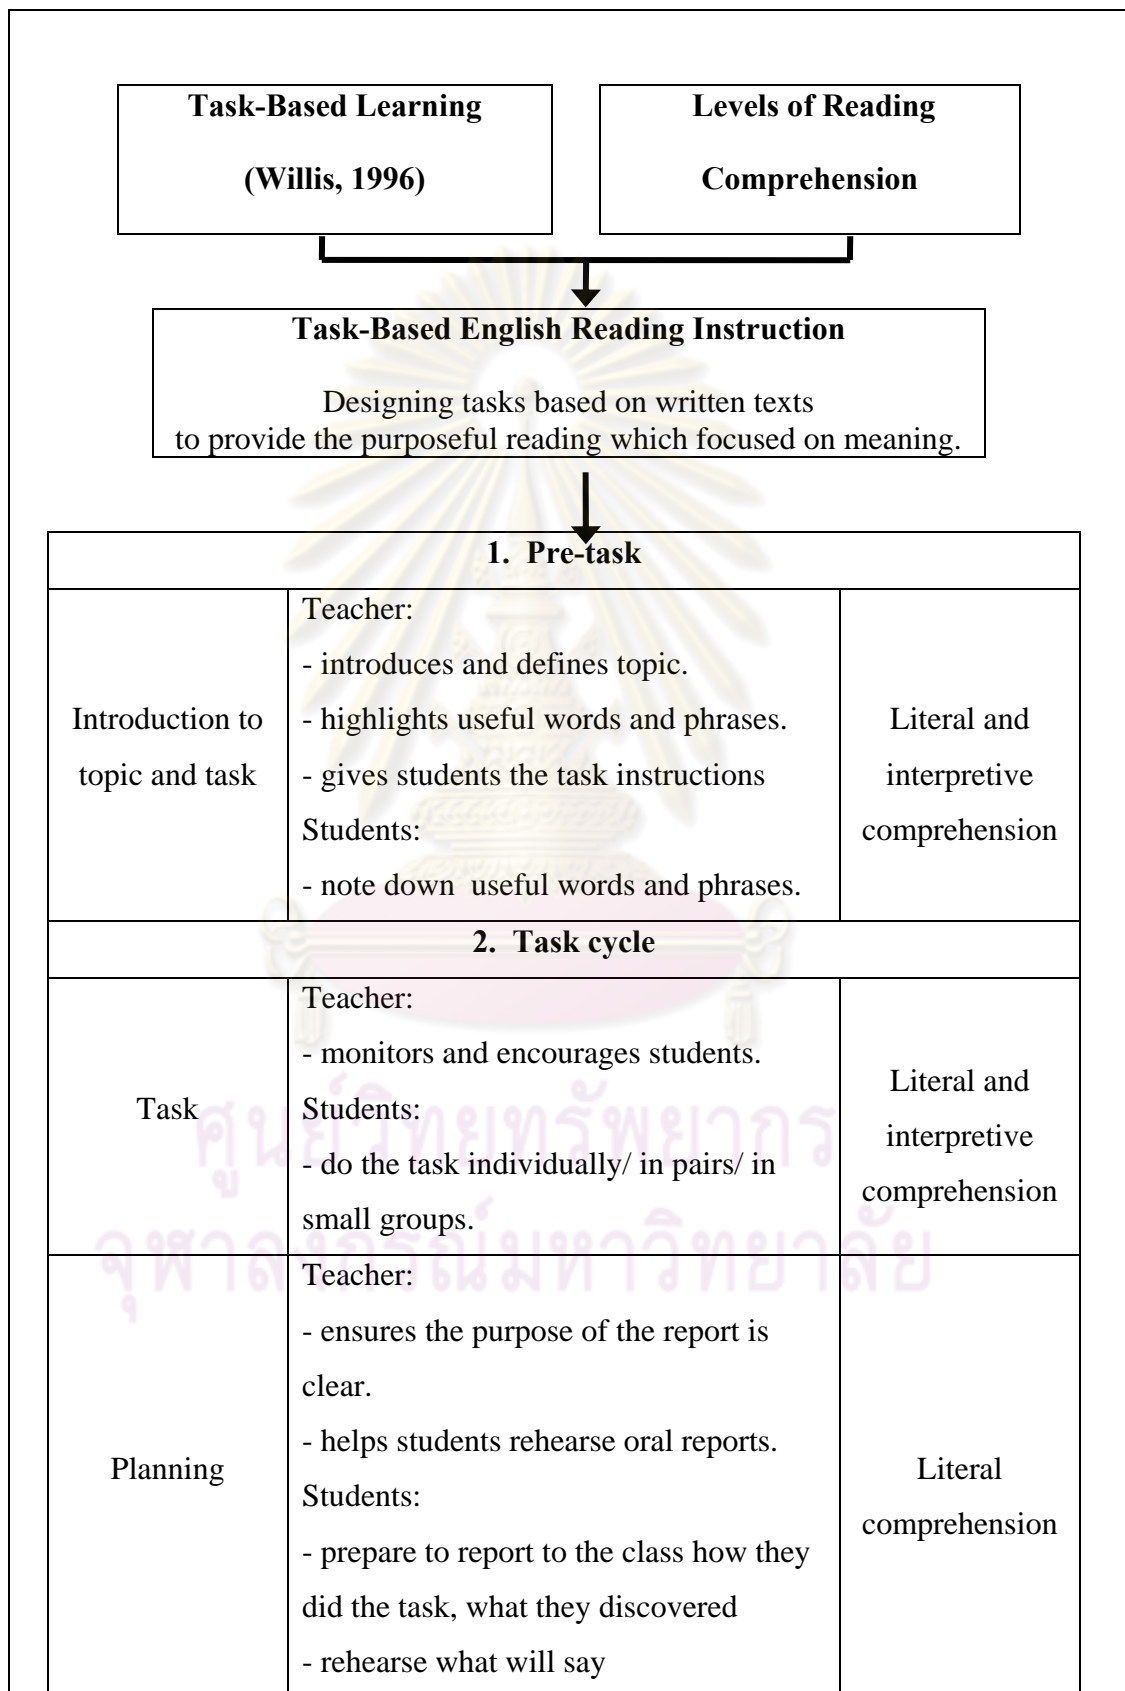 Task-Based Learning
(Willis, 1996)
Levels of Reading
Comprehension
Task-Based English Reading Instruction
Designing tasks based on written texts
to provide the purposeful reading which focused on meaning.
1. Pre-task
Introduction to
topic and task
Teacher:
- introduces and defines topic.
- highlights useful words and phrases.
- gives students the task instructions
Students:
- note down useful words and phrases.
Literal and
interpretive
comprehension
2. Task cycle
Task
Teacher:
- monitors and encourages students.
Students:
- do the task individually/ in pairs/ in
small groups.
Literal and
interpretive
comprehension
Planning
Teacher:
- ensures the purpose of the report is
clear.
- helps students rehearse oral reports.
Students:
- prepare to report to the class how they
did the task, what they discovered
- rehearse what will say
Literal
comprehension
ศูนย์วิทยทรัพยากร
จุฬาลงกรณ์มหาวิทยาลัย